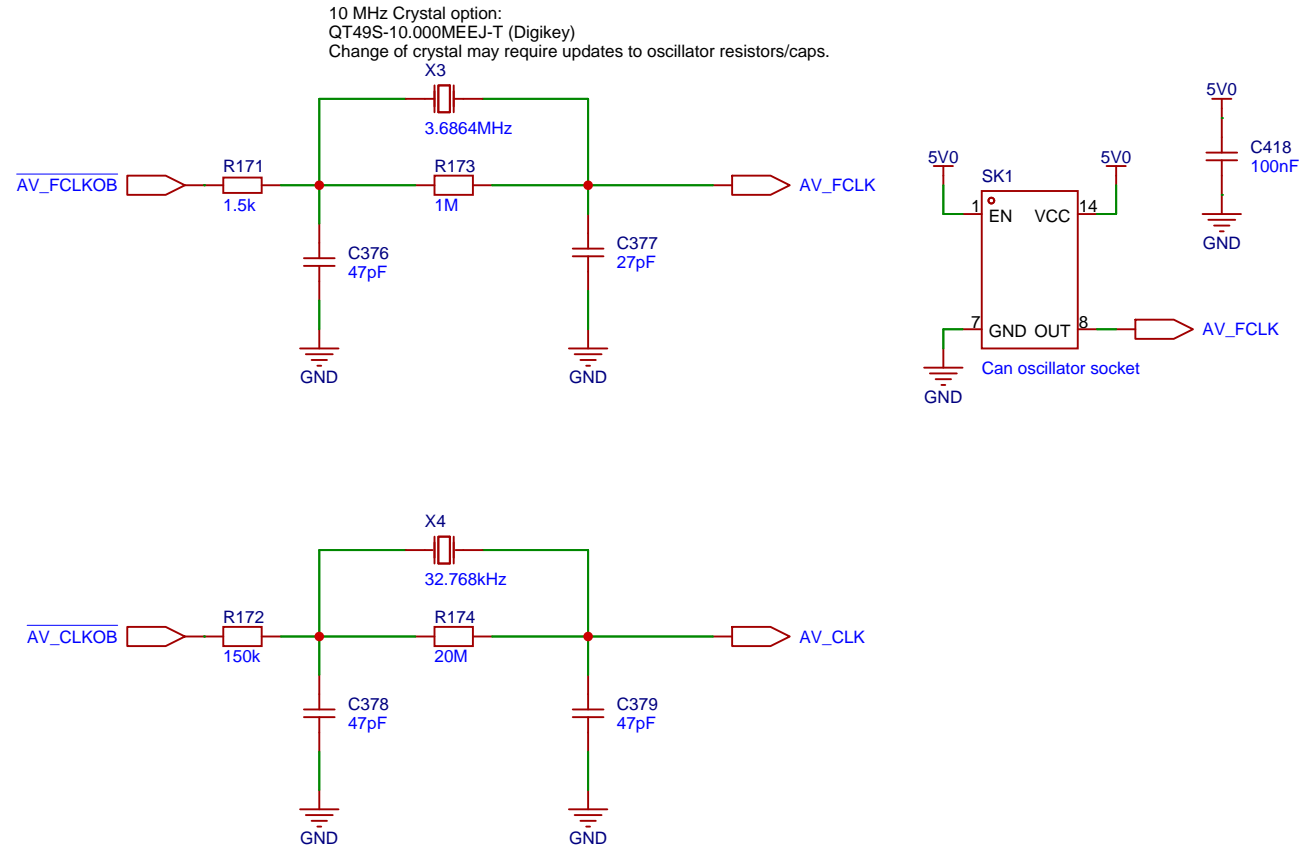 10 MHz Crystal option:
QT49S-10.000MEEJ-T (Digikey)
Change of crystal may require updates to oscillator resistors/caps.
X3
3.6864MHz
AV_FCLKOB
R171
1.5k
R173
1M
AV_FCLK
C376
47pF
C377
27pF
GND
GND
5V0
SK1
5V0
1
EN
VCC
14
7
GND
OUT
8
AV_FCLK
Can oscillator socket
GND
5V0
C418
100nF
GND
X4
32.768kHz
AV_CLKOB
R172
150k
R174
20M
AV_CLK
C378
47pF
C379
47pF
GND
GND